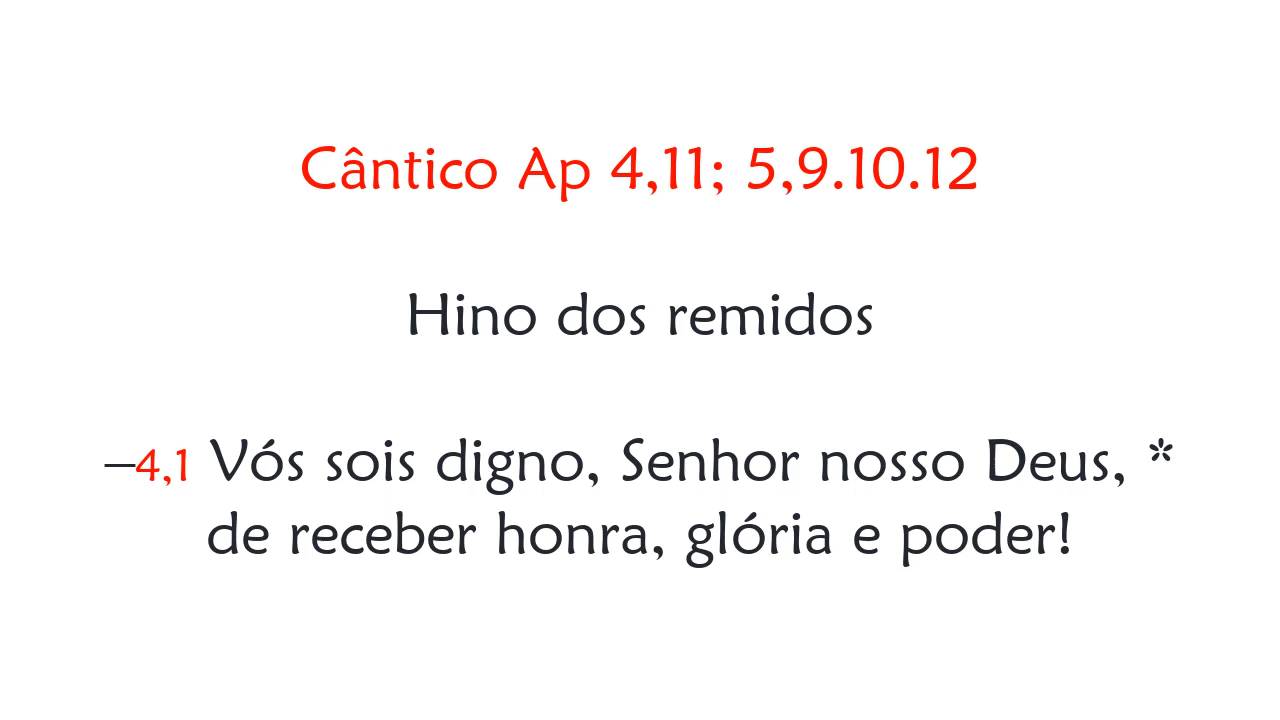 Cântico Ap 4,11; 5,9.10.12
Hino dos remidos
–4,1 Vós sois digno, Senhor nosso Deus, *
de receber honra, glória e poder!